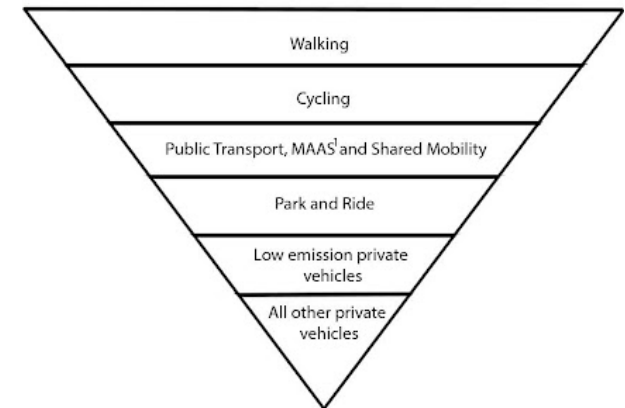 Walking
Cycling
Public Transport, MAAS¹ and Shared Mobility
Park and Ride
Low emission private
vehicles
All other private
vehicles